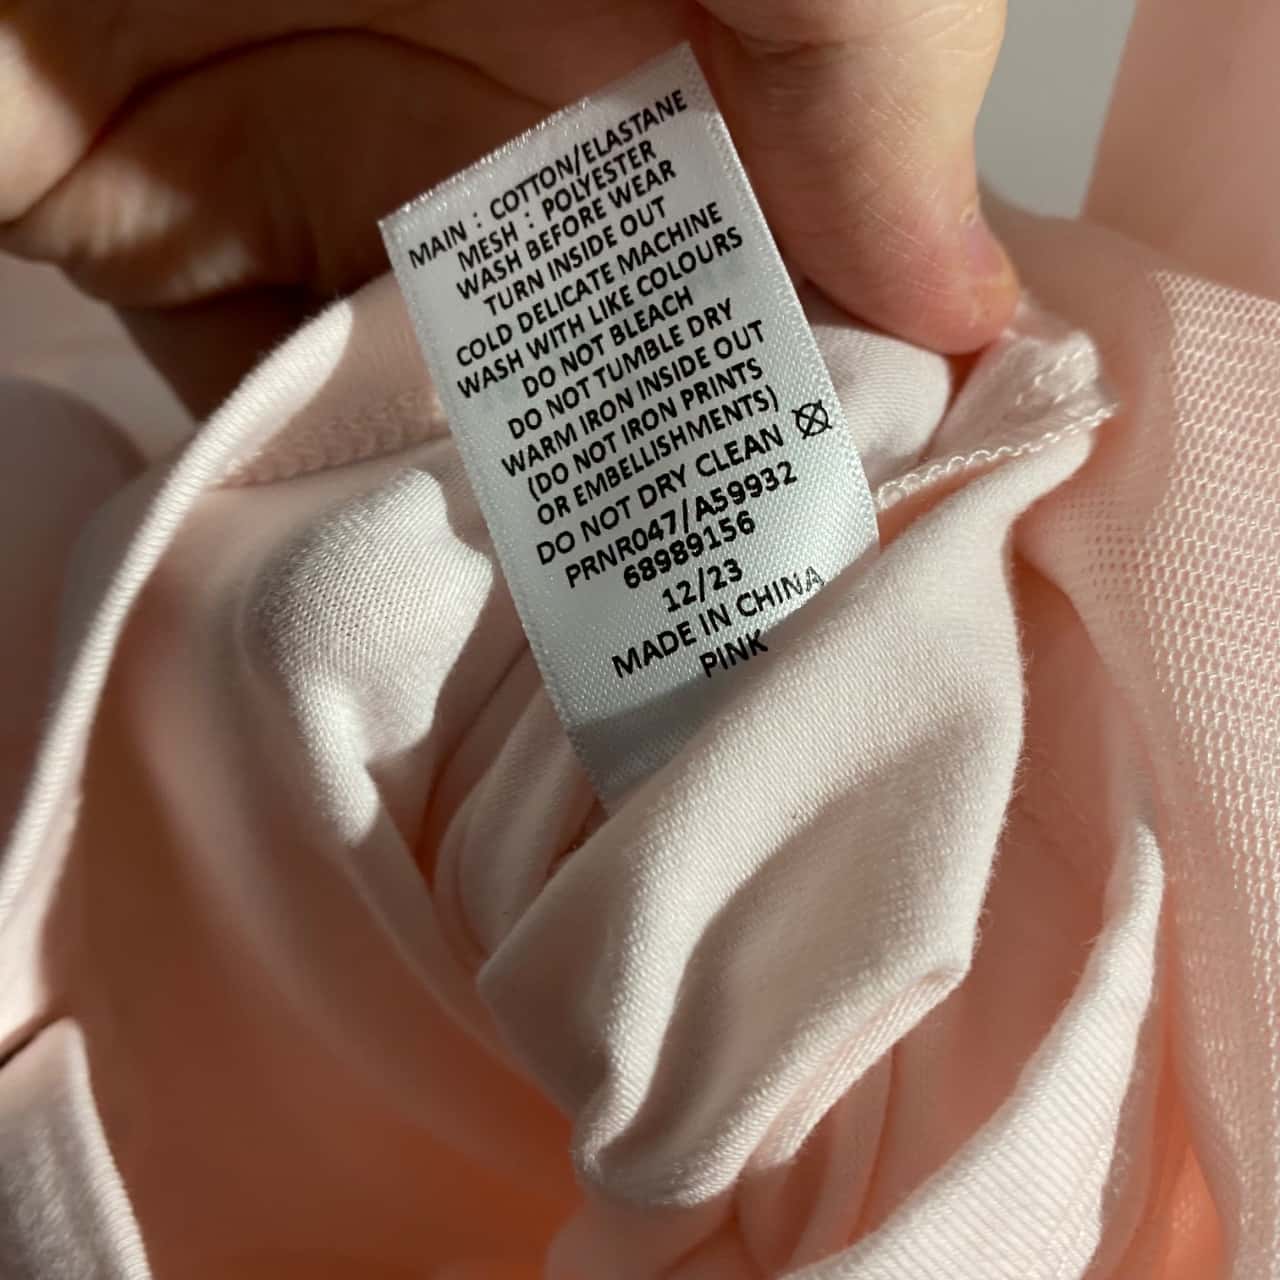 MAIN : COTTON/ELASTANE
MESH : POLYESTER
WASH BEFORE WEAR
TURN INSIDE OUT
COLD DELICATE MACHINE
WASH WITH LIKE COLOURS
DO NOT BLEACH
DO NOT TUMBLE DRY
WARM IRON INSIDE OUT
(DO NOT IRON PRINTS
OR EMBELLISHMENTS)
DO NOT DRY CLEAN
PRNR047/A59932
68989156
12/23
MADE IN CHINA
PINK